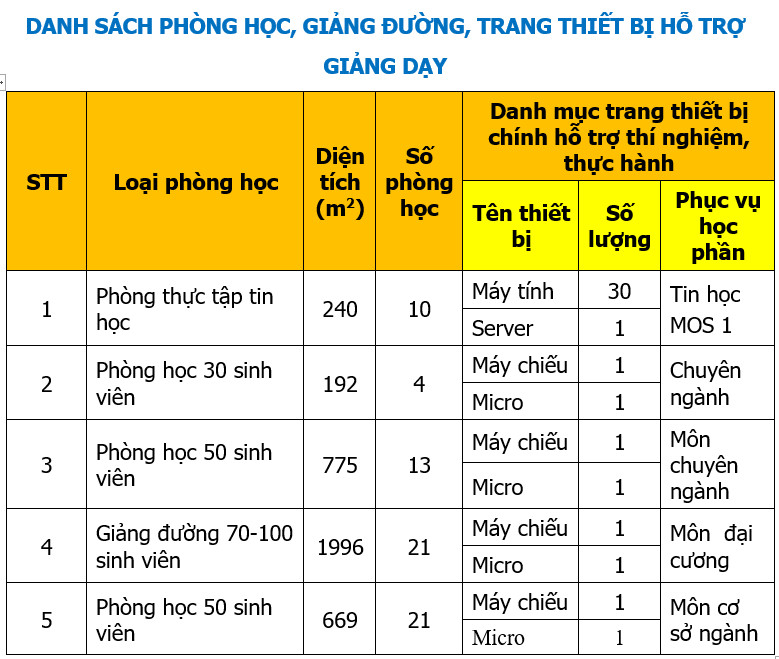 DANH SÁCH PHÒNG HỌC, GIẢNG ĐƯỜNG, TRANG THIẾT BỊ HỖ TRỢ
GIẢNG DẠY
STT
Loại phòng học
Diện
tích
(m²)
Số
phòng
học
Danh mục trang thiết bị
chính hỗ trợ thí nghiệm,
thực hành
Tên thiết
bị
Số
lượng
Phục vụ
học
phần
1
Phòng thực tập tin
học
240
10
Máy tính
30
Server
1
Tin học
MOS 1
2
Phòng học 30 sinh
viên
192
4
Máy chiếu
1
Micro
1
Chuyên
ngành
3
Phòng học 50 sinh
viên
775
13
Máy chiếu
1
Micro
1
Môn
chuyên
ngành
4
Giảng đường 70-100
sinh viên
1996
21
Máy chiếu
1
Micro
1
Môn đại
cương
5
Phòng học 50 sinh
viên
669
21
Máy chiếu
1
Micro
1
Môn cơ
sở ngành